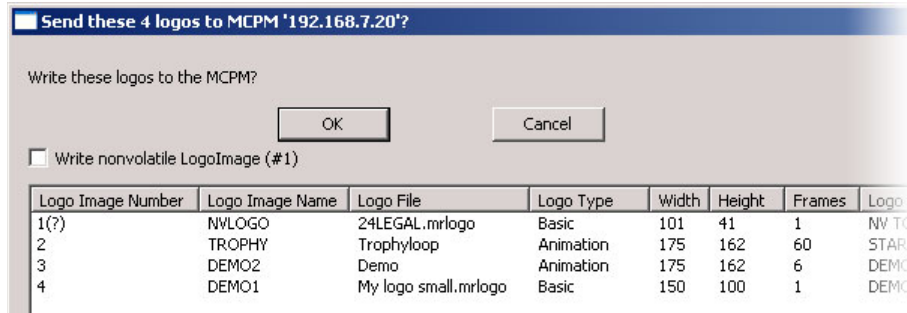 Send these 4 logos to MCPM '192.168.7.20'?
Write these logos to the MCPM?
OK Cancel
Write nonvolatile LogoImage (#1)
Logo Image Number Logo Image Name Logo File Logo Type Width Height Frames Logo
1(?) NVLOGO 24LEGAL.mrlogo Basic 101 41 1 NV
2 TROPHY Trophyloop Animation 175 162 60 STAR
3 DEMO2 Demo Animation 175 162 6
4 DEMO1 My logo small.mrlogo Basic 150 100 1